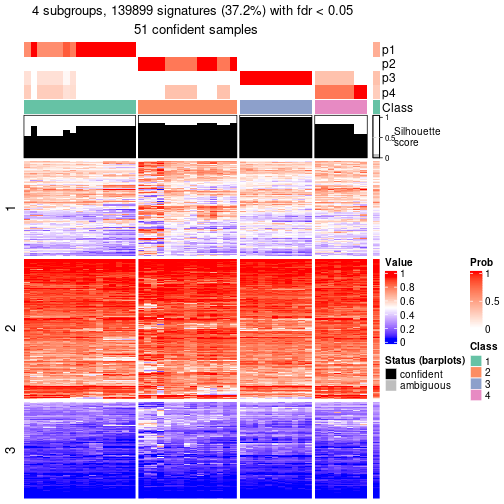 4 subgroups, 139899 signatures (37.2%) with fdr < 0.05
51 confident samples
p1
p2
p3
p4
Class
1
0.5
0
Silhouette
score
1
2
3
Value
1
0.8
0.6
0.4
0.2
0
Status (barplots)
confident
ambiguous
Prob
1
0.5
0
Class
1
2
3
4